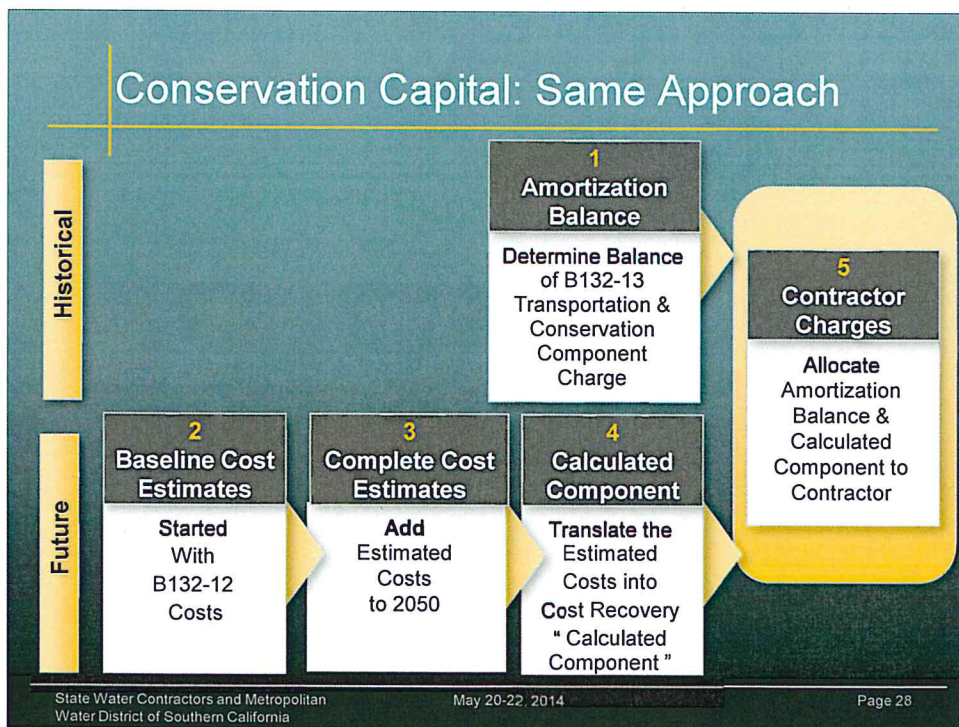 Conservation Capital: Same Approach
Historical
1
Amortization
Balance
Determine Balance
of B132-13
Transportation &
Conservation
Component
Charge
5
Contractor
Charges
Allocate
Amortization
Balance &
Calculated
Component to
Contractor
Future
2
Baseline Cost
Estimates
Started
With
B132-12
Costs
3
Complete Cost
Estimates
Add
Estimated
Costs
to 2050
4
Calculated
Component
Translate the
Estimated
Costs into
Cost Recovery
“ Calculated
Component ”
State Water Contractors and Metropolitan
Water District of Southern California
May 20-22, 2014
Page 28